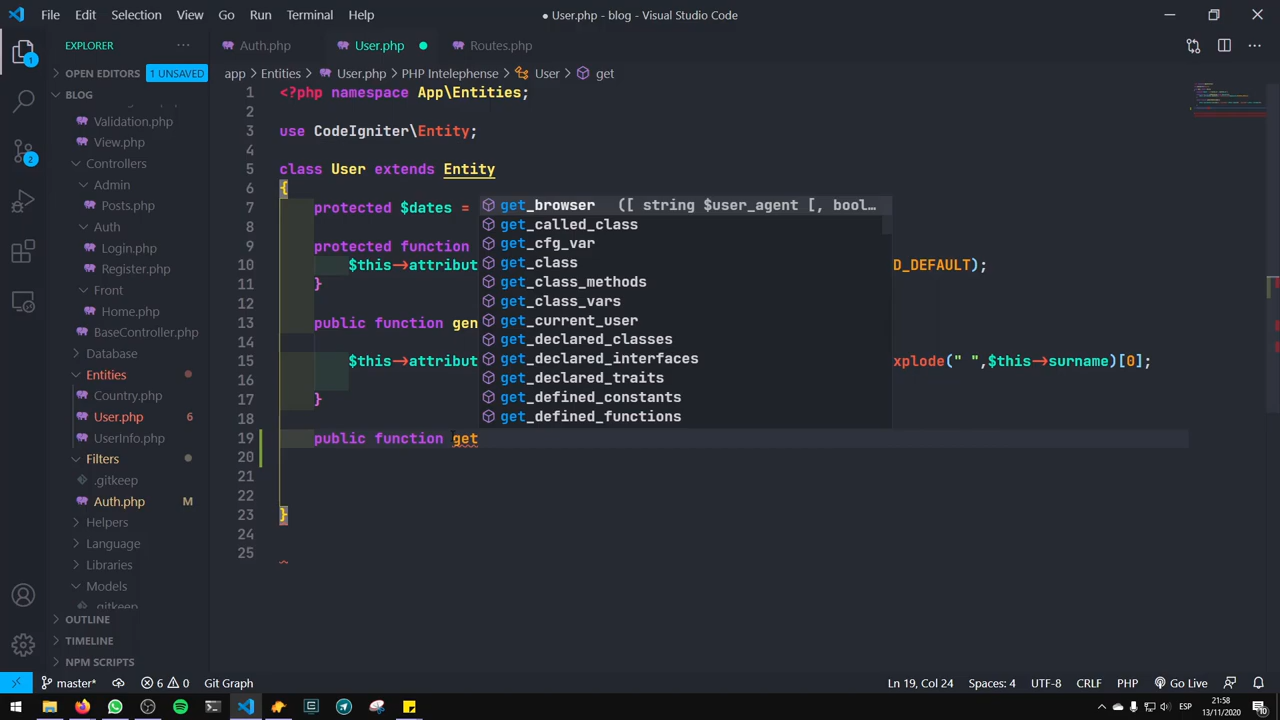 File Edit Selection View Go Run Terminal Help
● User.php - blog - Visual Studio Code
EXPLORER ···
Auth.php User.php Routes.php
OPEN EDITORS 1 UNSAVED
app > Entities > User.php > PHP Intelephense > User > get
BLOG
Validation.php
View.php
Controllers
Admin
Posts.php
Auth
Login.php
Register.php
Front
Home.php
BaseController.php
Database
Entities
Country.php
User.php
UserInfo.php
Filters
.gitkeep
Auth.php M
Helpers
Language
Libraries
Models
.gitkeep
OUTLINE
TIMELINE
NPM SCRIPTS
1 <?php namespace App\Entities;
2
3 use CodeIgniter\Entity;
4
5 class User extends Entity
6 {
7 protected $dates =
8
9 protected function
10 $this->attribut D_DEFAULT);
11 }
12
13 public function gen
14
15 $this->attribut xplode(" ",$this->surname)[0];
16
17 }
18
19 public function get
20
21
22
23 }
24
25
get_browser ([ string $user_agent [, bool…
get_called_class
get_cfg_var
get_class
get_class_methods
get_class_vars
get_current_user
get_declared_classes
get_declared_interfaces
get_declared_traits
get_defined_constants
get_defined_functions
1
2
master* 6 0 Git Graph Ln 19, Col 24 Spaces: 4 UTF-8 CRLF PHP Go Live
ESP 21:58
13/11/2020